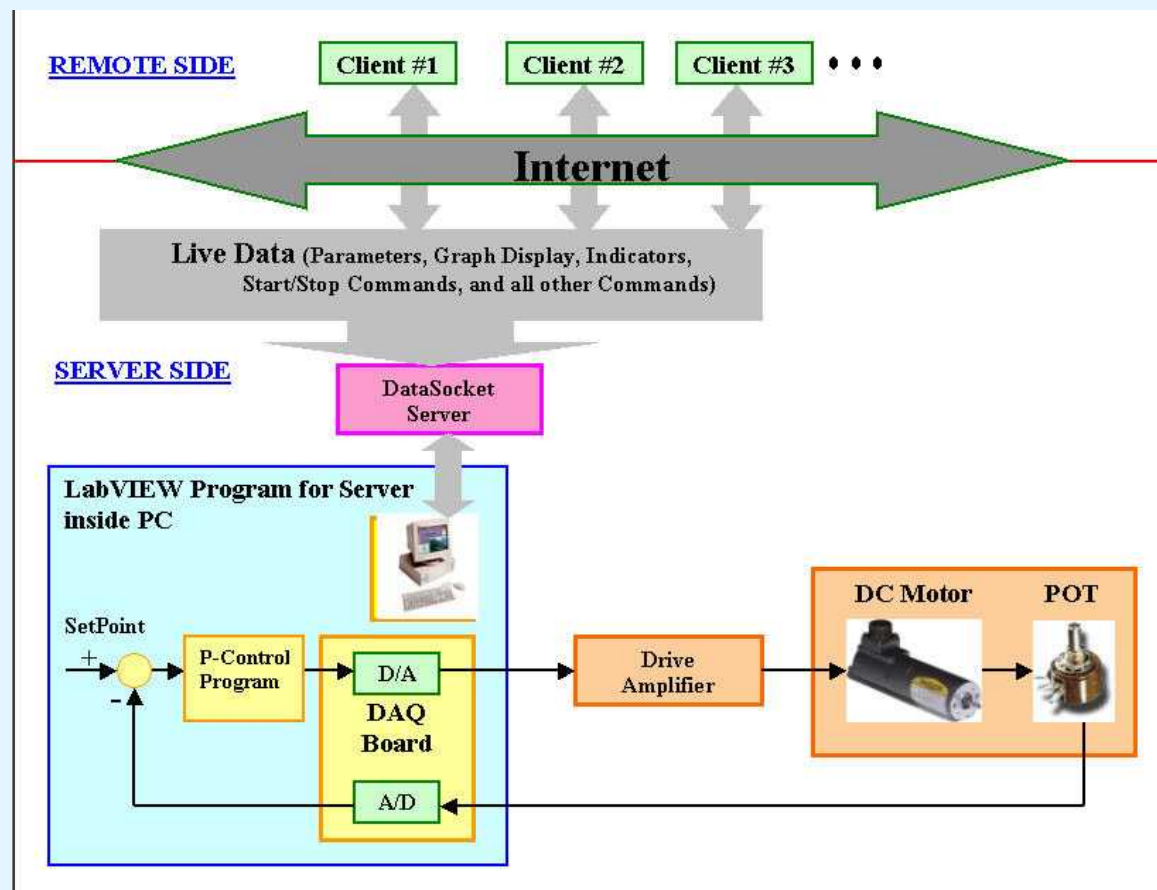 REMOTE SIDE
Client #1
Client #2
Client #3
• • •
Internet
Live Data (Parameters, Graph Display, Indicators,
Start/Stop Commands, and all other Commands)
SERVER SIDE
DataSocket
Server
LabVIEW Program for Server
inside PC
SetPoint
+
-
P-Control
Program
D/A
DAQ
Board
A/D
Drive
Amplifier
DC Motor
POT